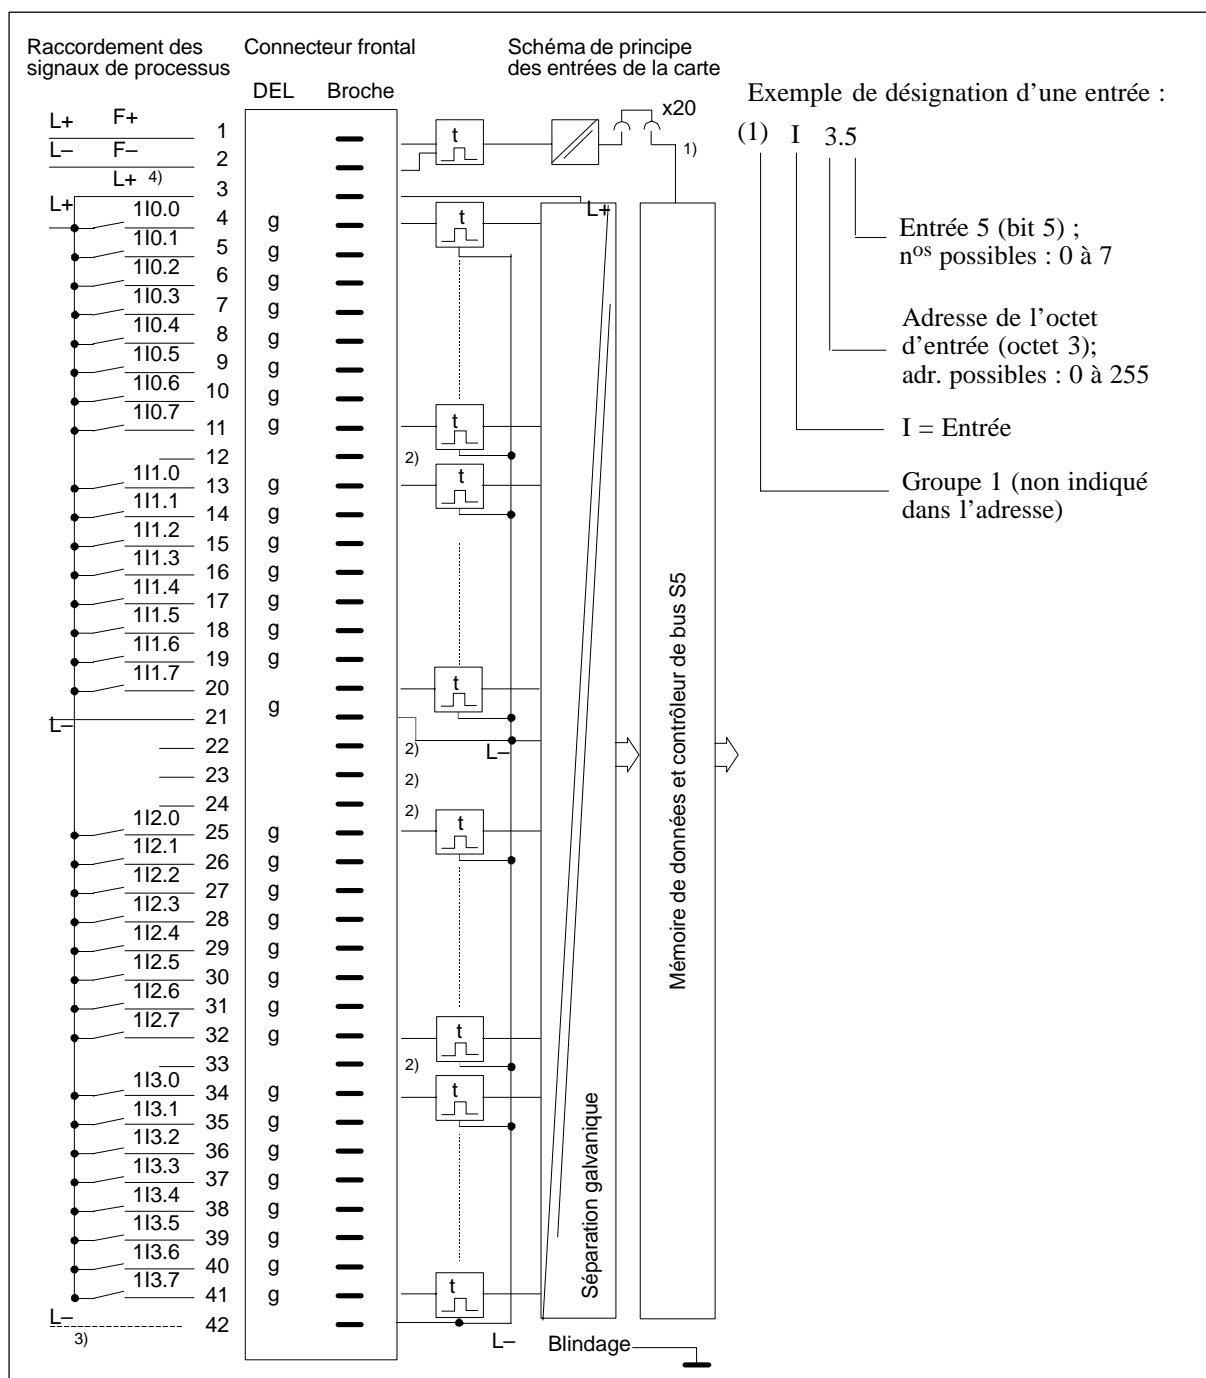 Raccordement des
signaux de processus
Connecteur frontal
Schéma de principe
des entrées de la carte
DEL Broche
L+ F+ 1
L– F– 2
L+ 4) 3
L+ 1I0.0 4 g
1I0.1 5 g
1I0.2 6 g
1I0.3 7 g
1I0.4 8 g
1I0.5 9 g
1I0.6 10 g
1I0.7 11 g
12 2)
1I1.0 13 g
1I1.1 14 g
1I1.2 15 g
1I1.3 16 g
1I1.4 17 g
1I1.5 18 g
1I1.6 19 g
1I1.7 20 g
L– 21
22 2)
23 2)
24 2)
1I2.0 25 g
1I2.1 26 g
1I2.2 27 g
1I2.3 28 g
1I2.4 29 g
1I2.5 30 g
1I2.6 31 g
1I2.7 32 g
33 2)
1I3.0 34 g
1I3.1 35 g
1I3.2 36 g
1I3.3 37 g
1I3.4 38 g
1I3.5 39 g
1I3.6 40 g
1I3.7 41 g
L– 42
3)
t
t
t
t
t
t
t
t
t
x20
1)
L+
L–
L–
Séparation galvanique
Mémoire de données et contrôleur de bus S5
Blindage
Exemple de désignation d'une entrée :
(1) I 3.5
Entrée 5 (bit 5) ;
nos possibles : 0 à 7
Adresse de l'octet
d'entrée (octet 3);
adr. possibles : 0 à 255
I = Entrée
Groupe 1 (non indiqué
dans l'adresse)